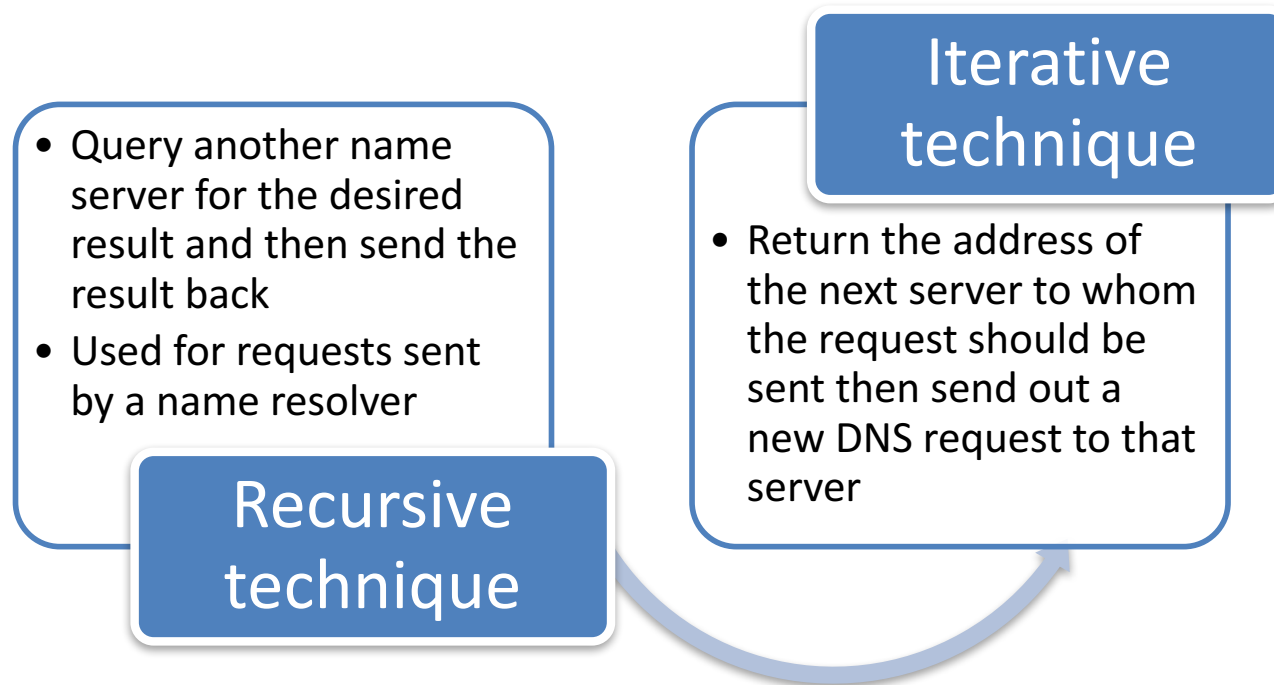 • Query another name
server for the desired
result and then send the
result back
• Used for requests sent
by a name resolver
Recursive
technique
Iterative
technique
• Return the address of
the next server to whom
the request should be
sent then send out a
new DNS request to that
server